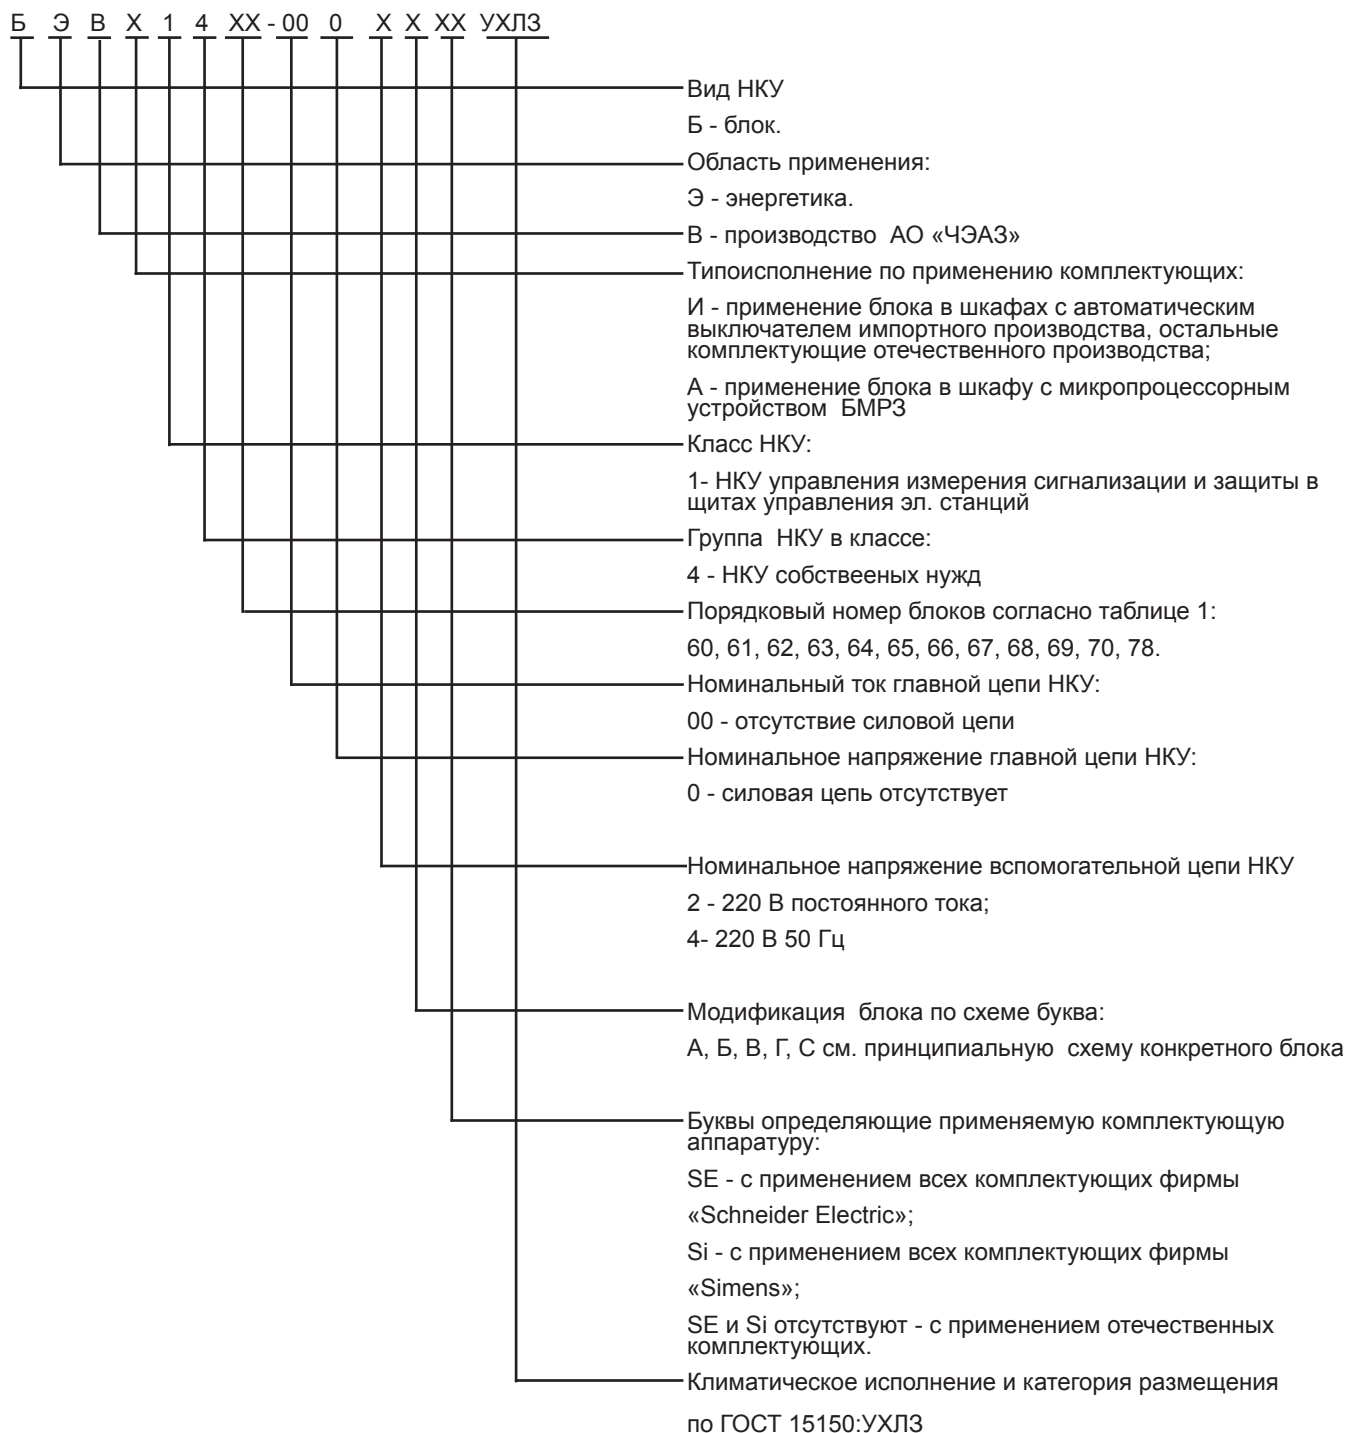 Б Э В Х 1 4 ХХ - 00 0 Х Х ХХ УХЛ3
Вид НКУ
Б - блок.
Область применения:
Э - энергетика.
В - производство АО «ЧЭАЗ»
Типоисполнение по применению комплектующих:
И - применение блока в шкафах с автоматическим
выключателем импортного производства, остальные
комплектующие отечественного производства;
А - применение блока в шкафу с микропроцессорным
устройством БМРЗ
Класс НКУ:
1- НКУ управления измерения сигнализации и защиты в
щитах управления эл. станций
Группа НКУ в классе:
4 - НКУ собствееных нужд
Порядковый номер блоков согласно таблице 1:
60, 61, 62, 63, 64, 65, 66, 67, 68, 69, 70, 78.
Номинальный ток главной цепи НКУ:
00 - отсутствие силовой цепи
Номинальное напряжение главной цепи НКУ:
0 - силовая цепь отсутствует
Номинальное напряжение вспомогательной цепи НКУ
2 - 220 В постоянного тока;
4- 220 В 50 Гц
Модификация блока по схеме буква:
А, Б, В, Г, С см. принципиальную схему конкретного блока
Буквы определяющие применяемую комплектующую
аппаратуру:
SE - с применением всех комплектующих фирмы
«Schneider Electric»;
Si - с применением всех комплектующих фирмы
«Simens»;
SE и Si отсутствуют - с применением отечественных
комплектующих.
Климатическое исполнение и категория размещения
по ГОСТ 15150:УХЛ3